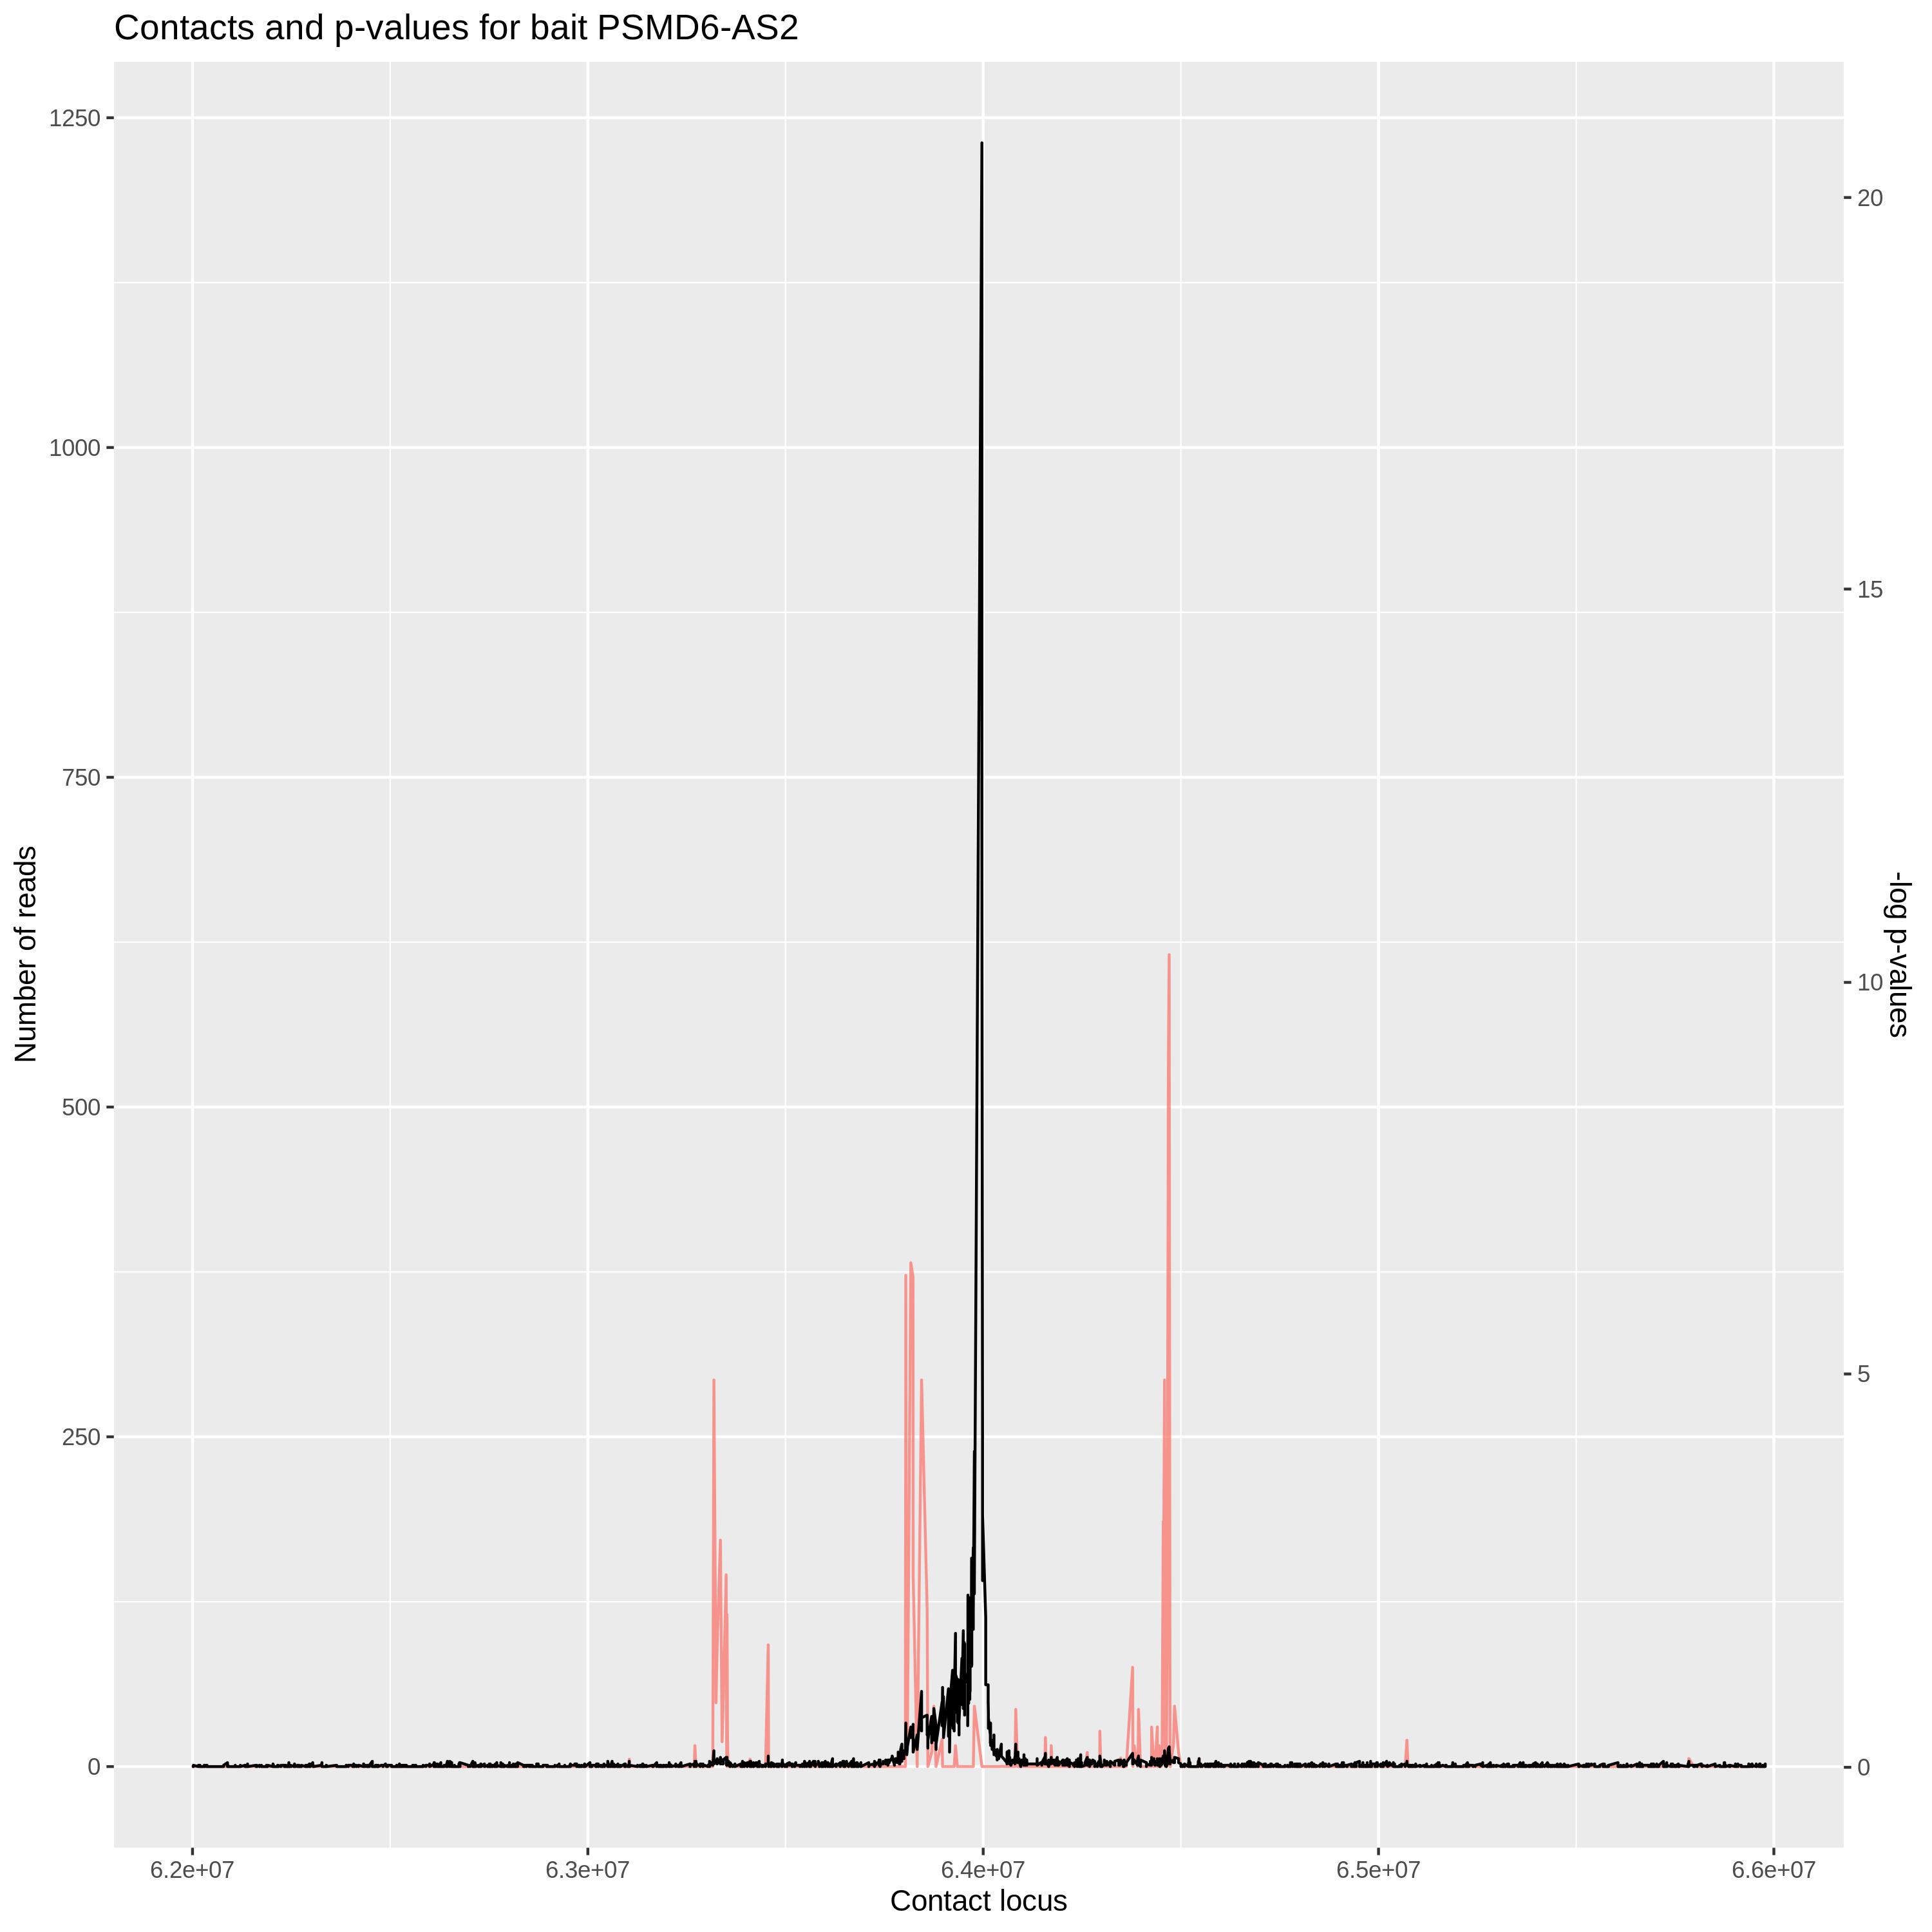 Contacts and p-values for bait PSMD6-AS2
1250
1000
750
500
250
0
Number of reads
20
15
10
5
0
-log p-values
6.2e+07 6.3e+07 6.4e+07 6.5e+07 6.6e+07
Contact locus